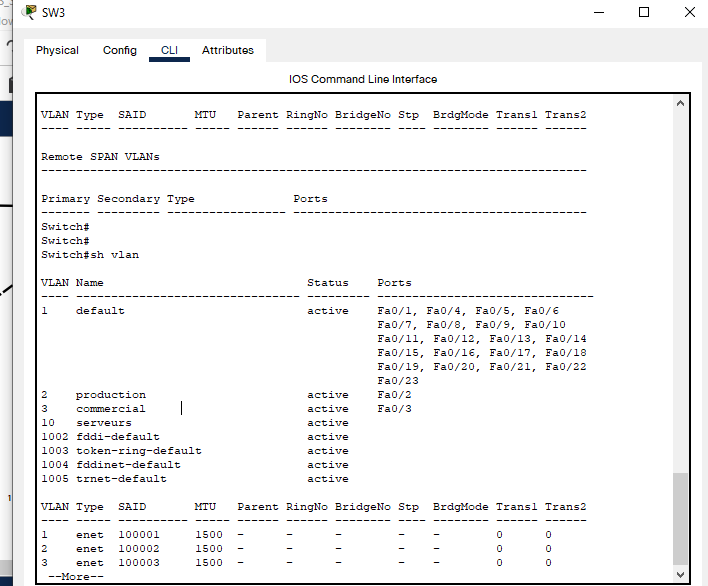 SW3
Physical Config CLI Attributes
IOS Command Line Interface
VLAN Type SAID MTU Parent RingNo BridgeNo Stp BrdgMode Trans1 Trans2
---- ----- ---------- ----- ------ ------ -------- ---- -------- ------ ------
Remote SPAN VLANs
------------------------------------------------------------------------------
Primary Secondary Type Ports
------- --------- ----------------- ------------------------------------------
Switch#
Switch#
Switch#sh vlan
VLAN Name Status Ports
---- -------------------------------- --------- -------------------------------
1 default active Fa0/1, Fa0/4, Fa0/5, Fa0/6
Fa0/7, Fa0/8, Fa0/9, Fa0/10
Fa0/11, Fa0/12, Fa0/13, Fa0/14
Fa0/15, Fa0/16, Fa0/17, Fa0/18
Fa0/19, Fa0/20, Fa0/21, Fa0/22
Fa0/23
2 production active Fa0/2
3 commercial active Fa0/3
10 serveurs active
1002 fddi-default active
1003 token-ring-default active
1004 fddinet-default active
1005 trnet-default active
VLAN Type SAID MTU Parent RingNo BridgeNo Stp BrdgMode Trans1 Trans2
---- ----- ---------- ----- ------ ------ -------- ---- -------- ------ ------
1 enet 100001 1500 - - - - - 0 0
2 enet 100002 1500 - - - - - 0 0
3 enet 100003 1500 - - - - - 0 0
--More--